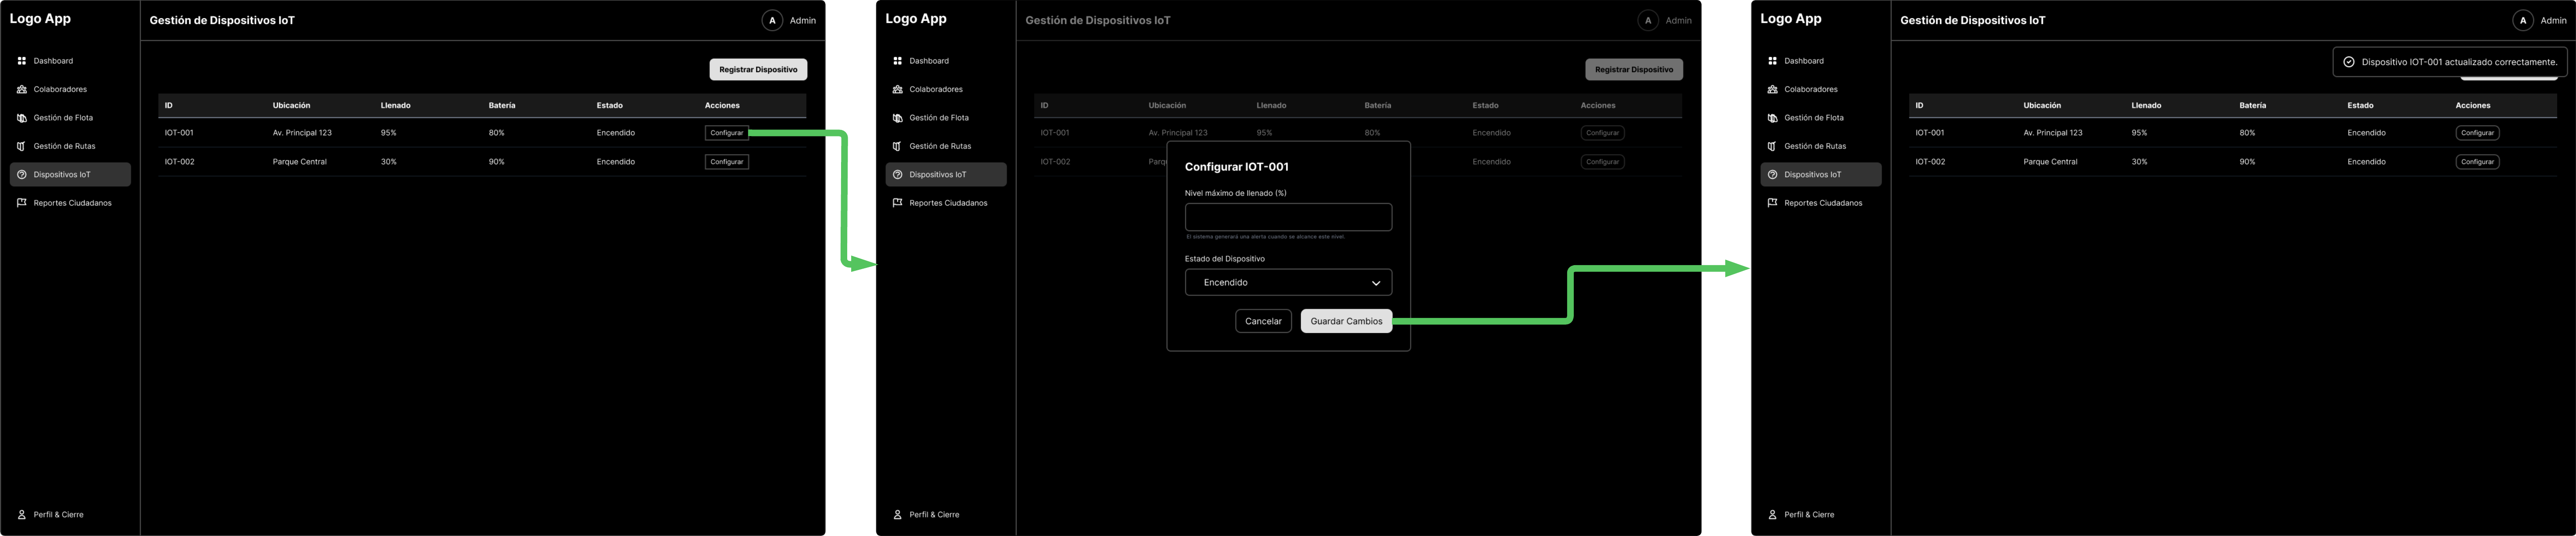 Logo App
Gestión de Dispositivos IoT
A Admin
Dashboard
Colaboradores
Gestión de Flota
Gestión de Rutas
Dispositivos IoT
Reportes Ciudadanos
Perfil & Cierre
Registrar Dispositivo
ID Ubicación Llenado Batería Estado Acciones
IOT-001 Av. Principal 123 95% 80% Encendido Configurar
IOT-002 Parque Central 30% 90% Encendido Configurar
Logo App
Gestión de Dispositivos IoT
A Admin
Dashboard
Colaboradores
Gestión de Flota
Gestión de Rutas
Dispositivos IoT
Reportes Ciudadanos
Perfil & Cierre
Registrar Dispositivo
ID Ubicación Llenado Batería Estado Acciones
IOT-001 Av. Principal 123 95% 80% Encendido Configurar
IOT-002 Parq Encendido Configurar
Configurar IOT-001
Nivel máximo de llenado (%)
El sistema generará una alerta cuando se alcance este nivel.
Estado del Dispositivo
Encendido
Cancelar
Guardar Cambios
Logo App
Gestión de Dispositivos IoT
A Admin
Dashboard
Colaboradores
Gestión de Flota
Gestión de Rutas
Dispositivos IoT
Reportes Ciudadanos
Perfil & Cierre
Dispositivo IOT-001 actualizado correctamente.
ID Ubicación Llenado Batería Estado Acciones
IOT-001 Av. Principal 123 95% 80% Encendido Configurar
IOT-002 Parque Central 30% 90% Encendido Configurar